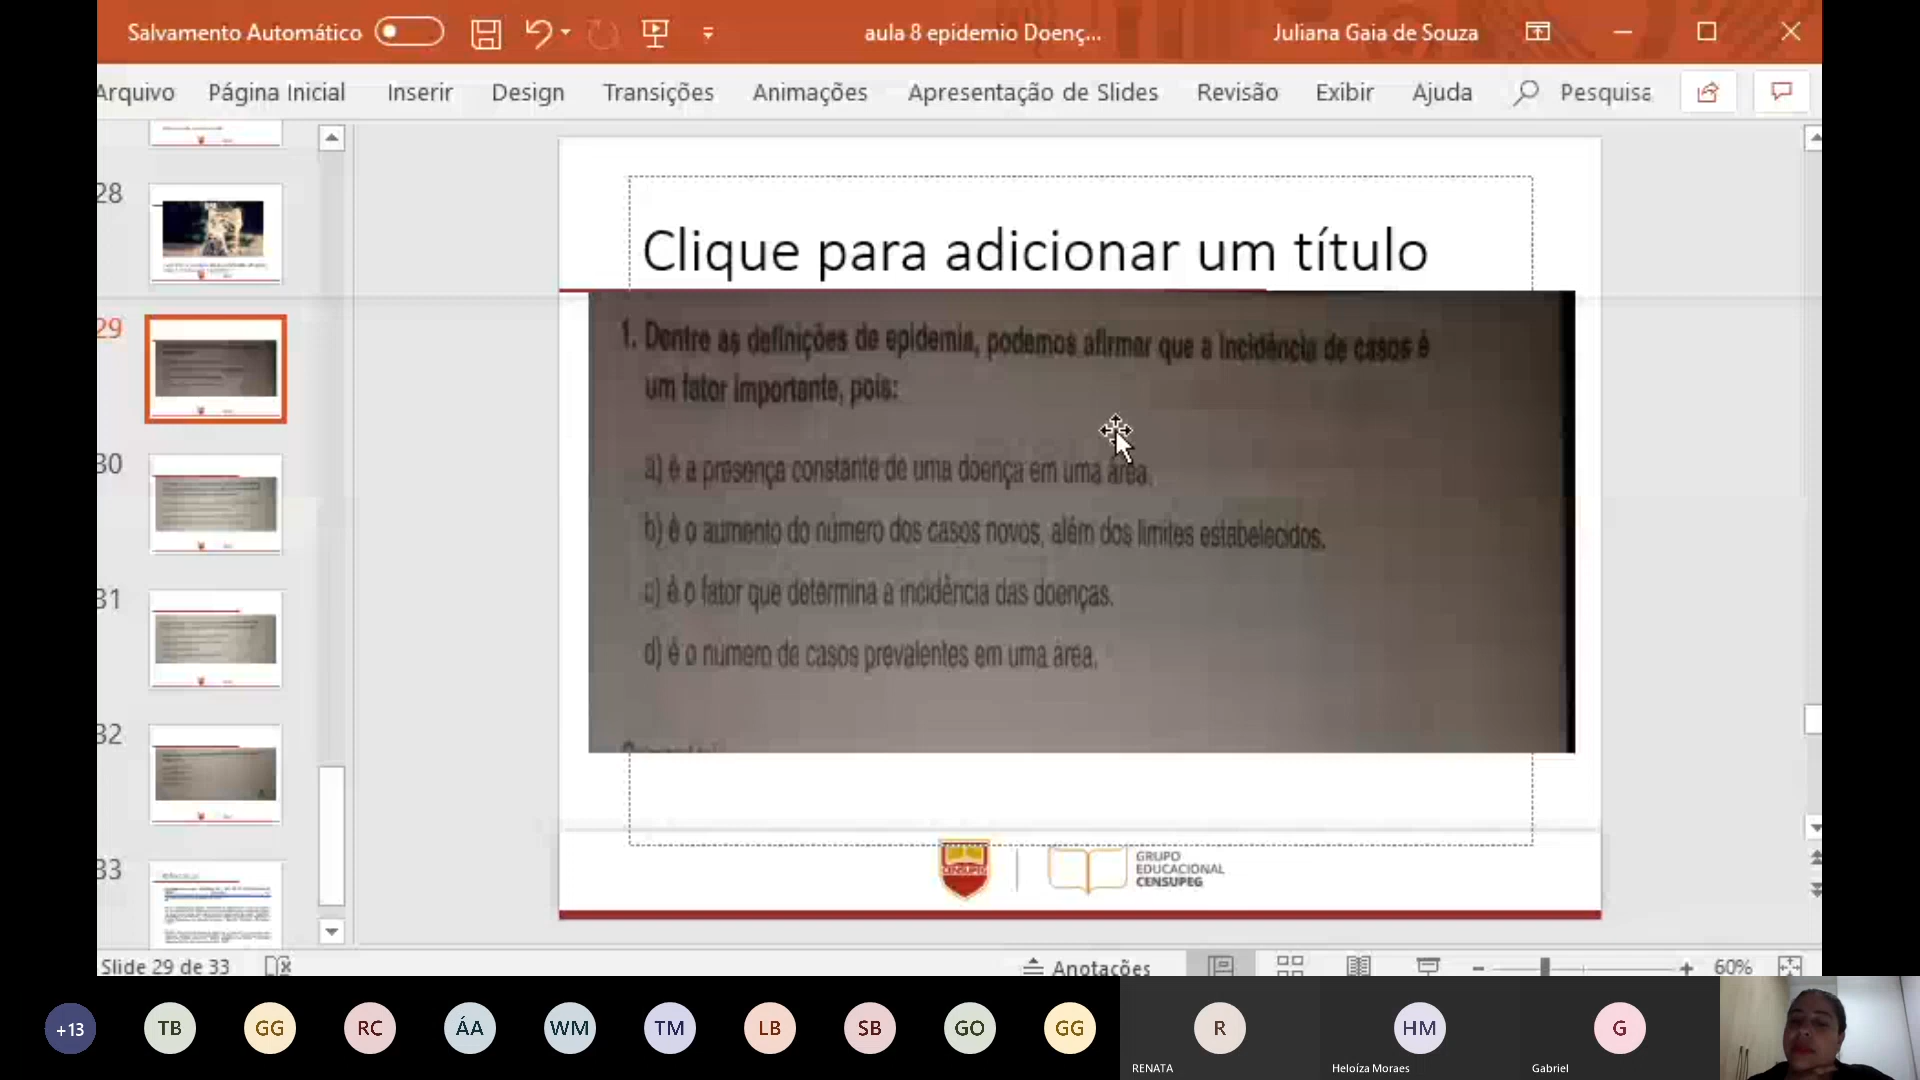 Salvamento Automático
aula 8 epidemio Doenç...
Juliana Gaia de Souza
Arquivo
Página Inicial
Inserir
Design
Transições
Animações
Apresentação de Slides
Revisão
Exibir
Ajuda
Pesquisa
28
29
30
31
32
33
Clique para adicionar um título
1. Dentre as definições de epidemia, podemos afirmar que a incidência de casos é
um fator importante, pois:
a) é a presença constante de uma doença em uma área.
b) é o aumento do número dos casos novos, além dos limites estabelecidos.
c) é o fator que determina a incidência das doenças.
d) é o número de casos prevalentes em uma área.
CENSUPEG
GRUPO
EDUCACIONAL
CENSUPEG
Slide 29 de 33
Anotações
60%
+13
TB
GG
RC
ÁA
WM
TM
LB
SB
GO
GG
R
HM
G
RENATA
Heloíza Moraes
Gabriel